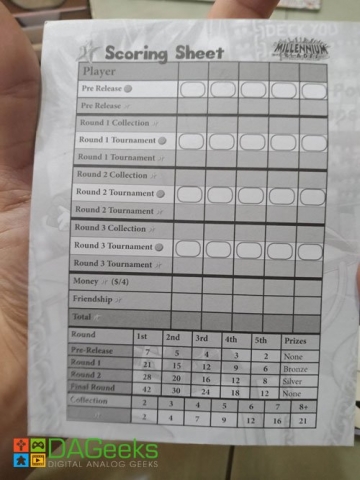 Scoring Sheet
MILLENNIUM
BLADES
Player
Pre Release
Pre Release
Round 1 Collection
Round 1 Tournament
Round 1 Tournament
Round 2 Collection
Round 2 Tournament
Round 2 Tournament
Round 3 Collection
Round 3 Tournament
Round 3 Tournament
Money ($/4)
Friendship
Total
Round 1st 2nd 3rd 4th 5th Prizes
Pre-Release 7 5 4 3 2 None
Round 1 21 15 12 9 6 Bronze
Round 2 28 20 16 12 8 Silver
Final Round 42 30 24 18 12 None
Collection 2 3 4 5 6 7 8+
2 4 7 9 12 16 21
DAGeeks
DIGITAL ANALOG GEEKS